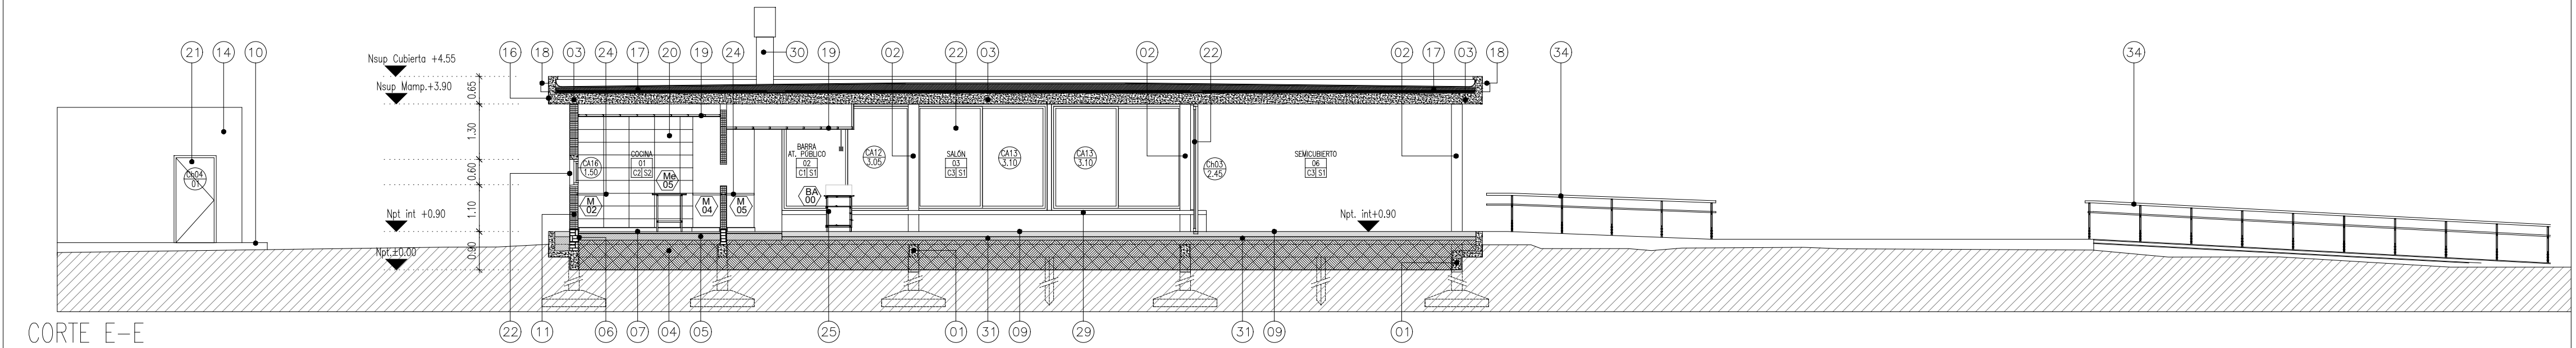 21 14 10 16 18 03 24 17 20 19 24 30 19 02 22 03 02 22 02 17 03 18 34 34
Nsup Cubierta +4.55
Nsup Mamp.+3.90
Npt int +0.90
Npt.±0.00
0.65
1.30
0.60
1.10
0.90
Ch04
01
CA16
1.50
COCINA
01
C2 S2
Me
05
M
02
M
04
M
05
BARRA
AT. PÚBLICO
02
C1 S1
BA
00
CA12
3.05
SALÓN
03
C3 S1
CA13
3.10
CA13
3.10
Ch03
2.45
SEMICUBIERTO
06
C3 S1
Npt. int+0.90
22 11 06 07 04 05 25 01 31 09 29 31 09 01
CORTE E-E